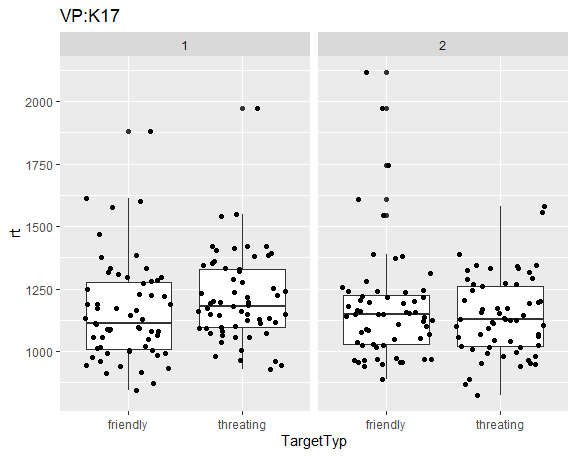 VP:K17
1 2
rt
2000
1750
1500
1250
1000
friendly threating friendly threating
TargetTyp